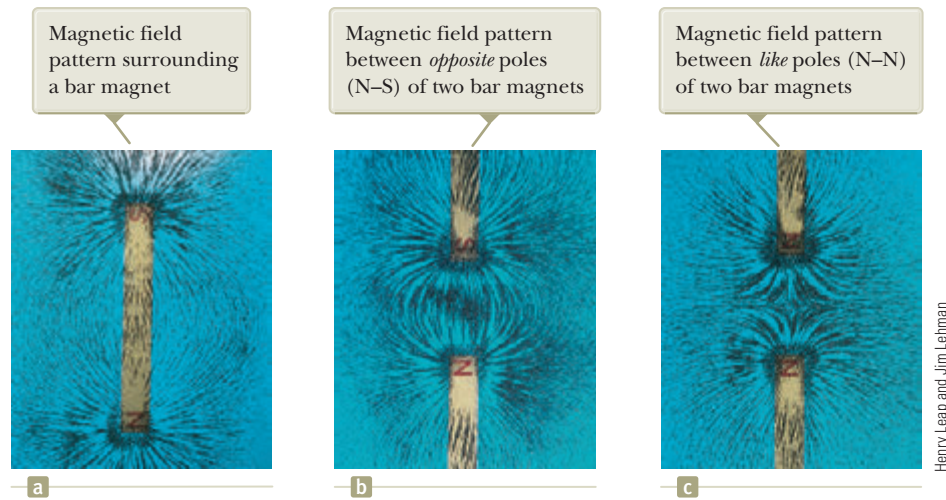 Magnetic field
pattern surrounding
a bar magnet
Magnetic field pattern
between opposite poles
(N–S) of two bar magnets
Magnetic field pattern
between like poles (N–N)
of two bar magnets
S
N
S
N
N
N
Henry Leap and Jim Lehman
a
b
c